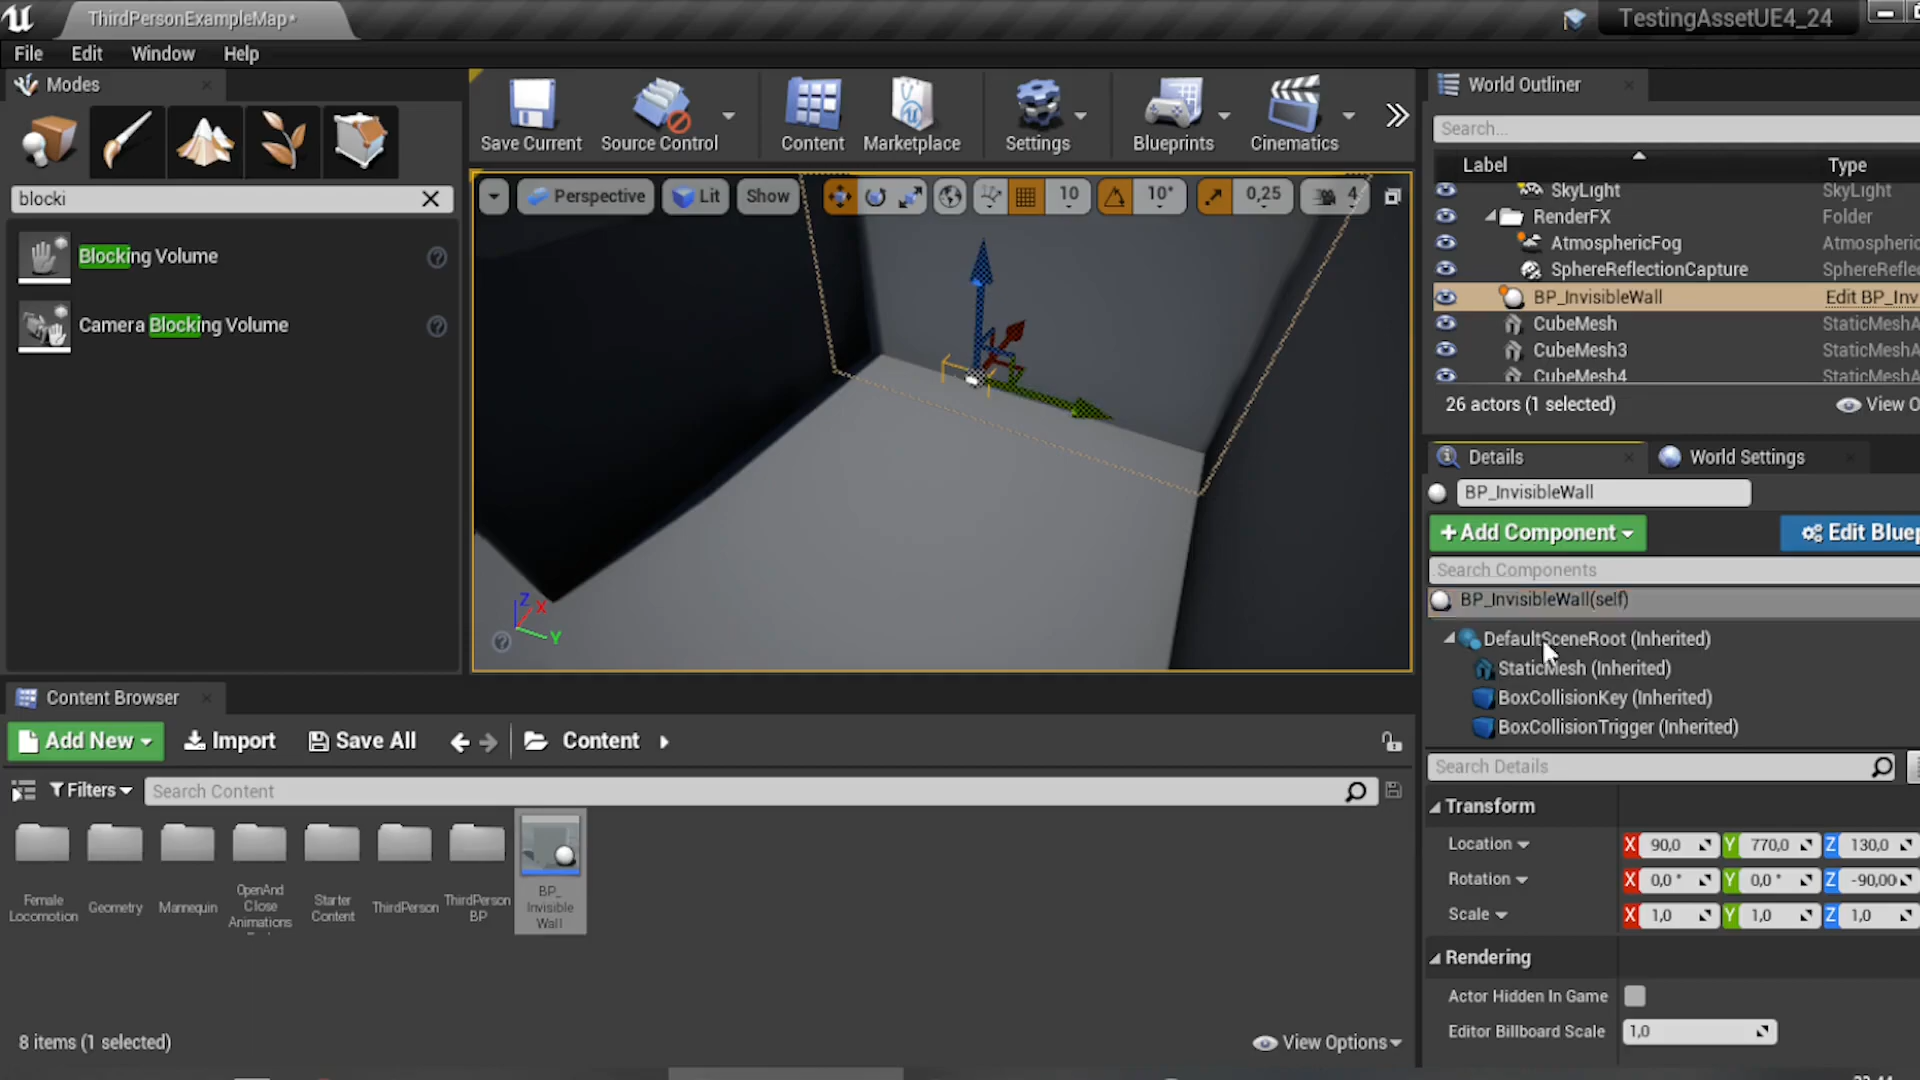 ThirdPersonExampleMap*
TestingAssetUE4_24
File Edit Window Help
Modes
blocki
Blocking Volume
Camera Blocking Volume
Save Current
Source Control
Content
Marketplace
Settings
Blueprints
Cinematics
Perspective
Lit
Show
10
10°
0,25
4
Z
X
Y
World Outliner
Search...
Label
Type
SkyLight
SkyLight
RenderFX
Folder
AtmosphericFog
Atmospheric
SphereReflectionCapture
SphereReflec
BP_InvisibleWall
Edit BP_Inv
CubeMesh
StaticMeshA
CubeMesh3
StaticMeshA
CubeMesh4
StaticMeshA
26 actors (1 selected)
View O
Details
World Settings
BP_InvisibleWall
+Add Component
Edit Bluep
Search Components
BP_InvisibleWall(self)
DefaultSceneRoot (Inherited)
StaticMesh (Inherited)
BoxCollisionKey (Inherited)
BoxCollisionTrigger (Inherited)
Search Details
Transform
Location
X 90,0
Y 770,0
Z 130,0
Rotation
X 0,0 °
Y 0,0 °
Z -90,00
Scale
X 1,0
Y 1,0
Z 1,0
Rendering
Actor Hidden In Game
Editor Billboard Scale
1,0
Content Browser
Add New
Import
Save All
Content
Filters
Search Content
Female
Locomotion
Geometry
Mannequin
OpenAnd
Close
Animations
Starter
Content
ThirdPerson
ThirdPerson
BP
BP_
Invisible
Wall
8 items (1 selected)
View Options